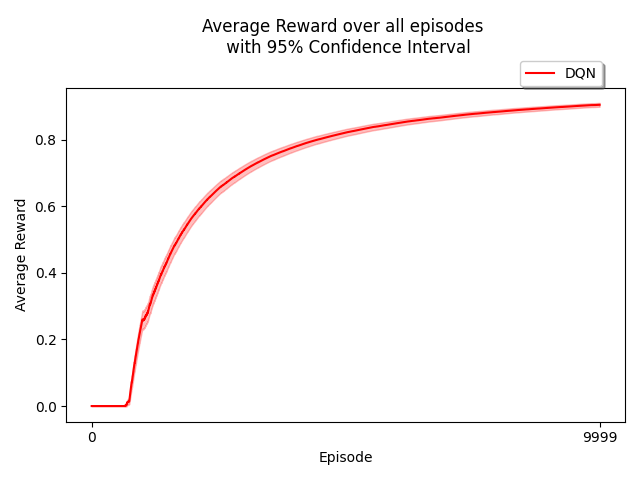 Average Reward over all episodes
with 95% Confidence Interval
DQN
Average Reward
0.8
0.6
0.4
0.2
0.0
0
9999
Episode